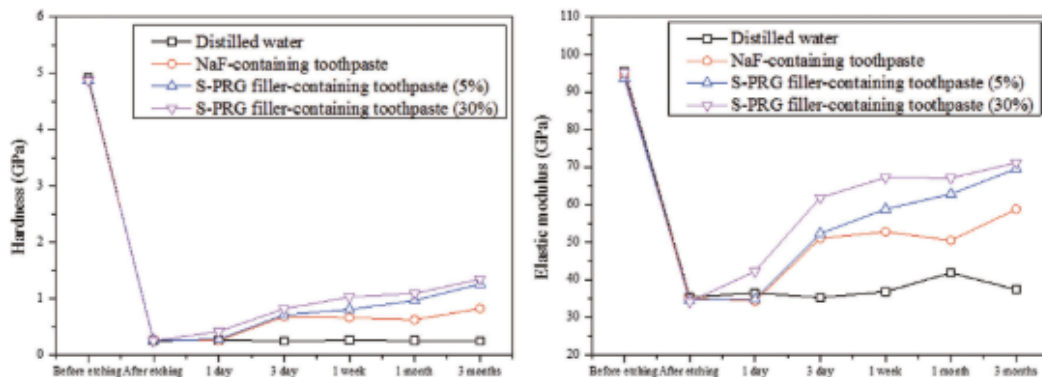 6
5
4
3
2
1
0
Hardness (GPa)
Distilled water
NaF-containing toothpaste
S-PRG filler-containing toothpaste (5%)
S-PRG filler-containing toothpaste (30%)
Before etching After etching 1 day 3 day 1 week 1 month 3 months
110
100
90
80
70
60
50
40
30
20
Elastic modulus (GPa)
Distilled water
NaF-containing toothpaste
S-PRG filler-containing toothpaste (5%)
S-PRG filler-containing toothpaste (30%)
Before etching After etching 1 day 3 day 1 week 1 month 3 months